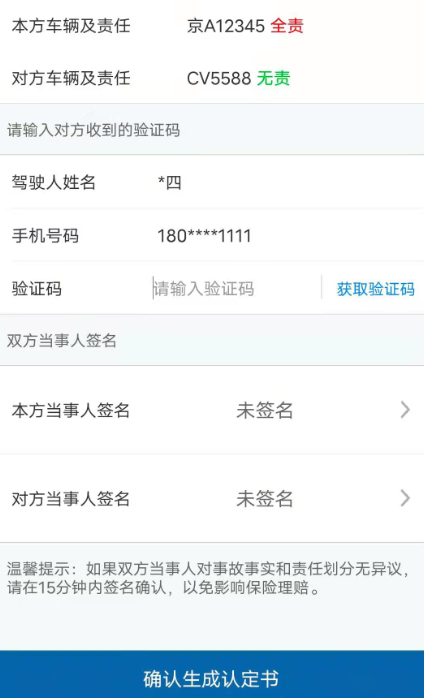 本方车辆及责任 京A12345 全责
对方车辆及责任 CV5588 无责
请输入对方收到的验证码
驾驶人姓名 *四
手机号码 180****1111
验证码 请输入验证码 获取验证码
双方当事人签名
本方当事人签名 未签名
对方当事人签名 未签名
温馨提示：如果双方当事人对事故事实和责任划分无异议，
请在15分钟内签名确认，以免影响保险理赔。
确认生成认定书